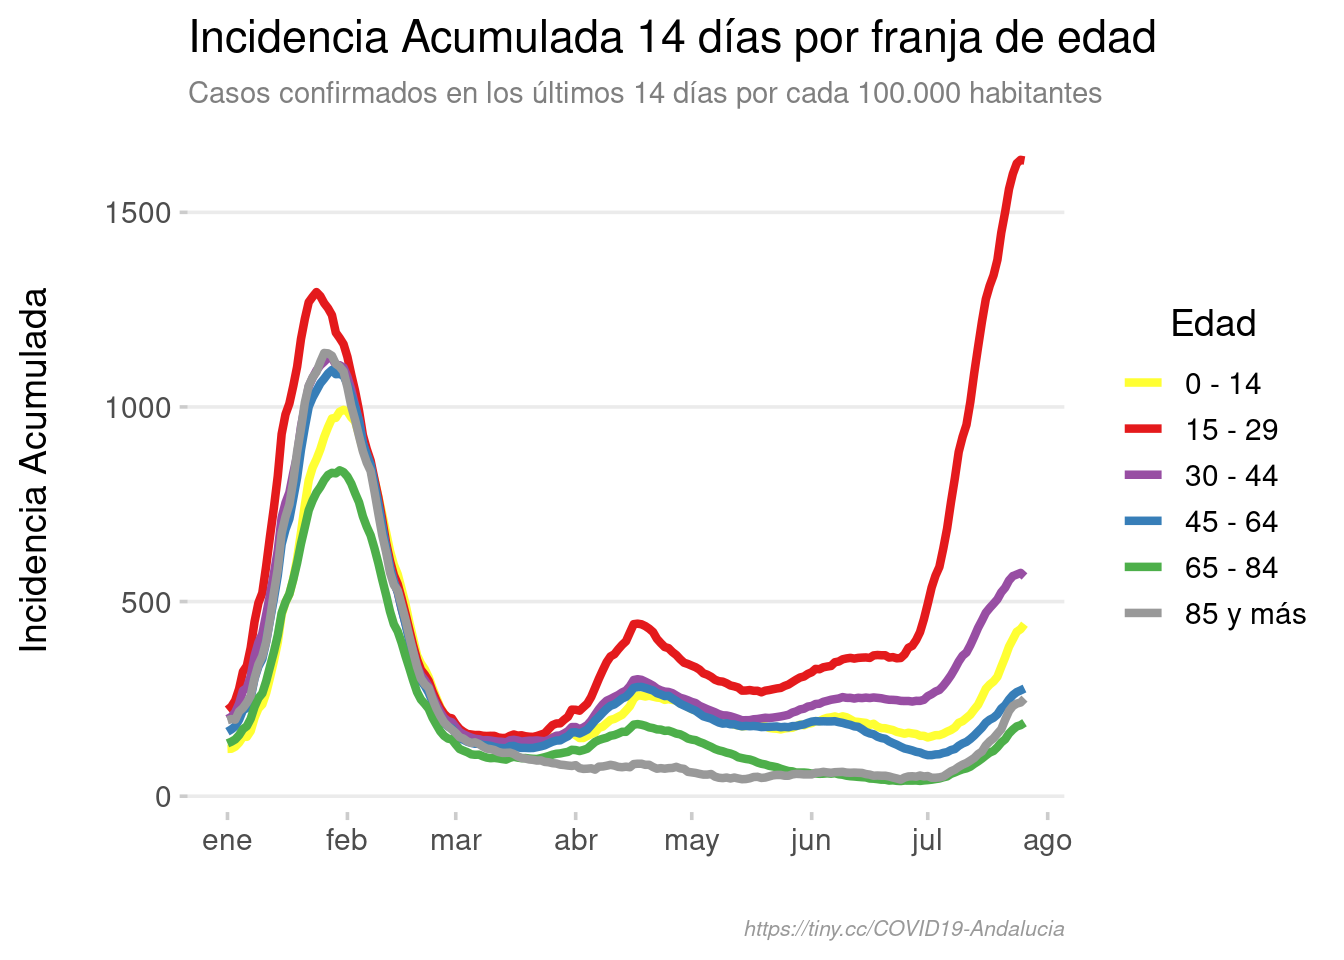 Incidencia Acumulada 14 días por franja de edad
Casos confirmados en los últimos 14 días por cada 100.000 habitantes
Incidencia Acumulada
1500
1000
500
0
ene feb mar abr may jun jul ago
Edad
0 - 14
15 - 29
30 - 44
45 - 64
65 - 84
85 y más
https://tiny.cc/COVID19-Andalucia